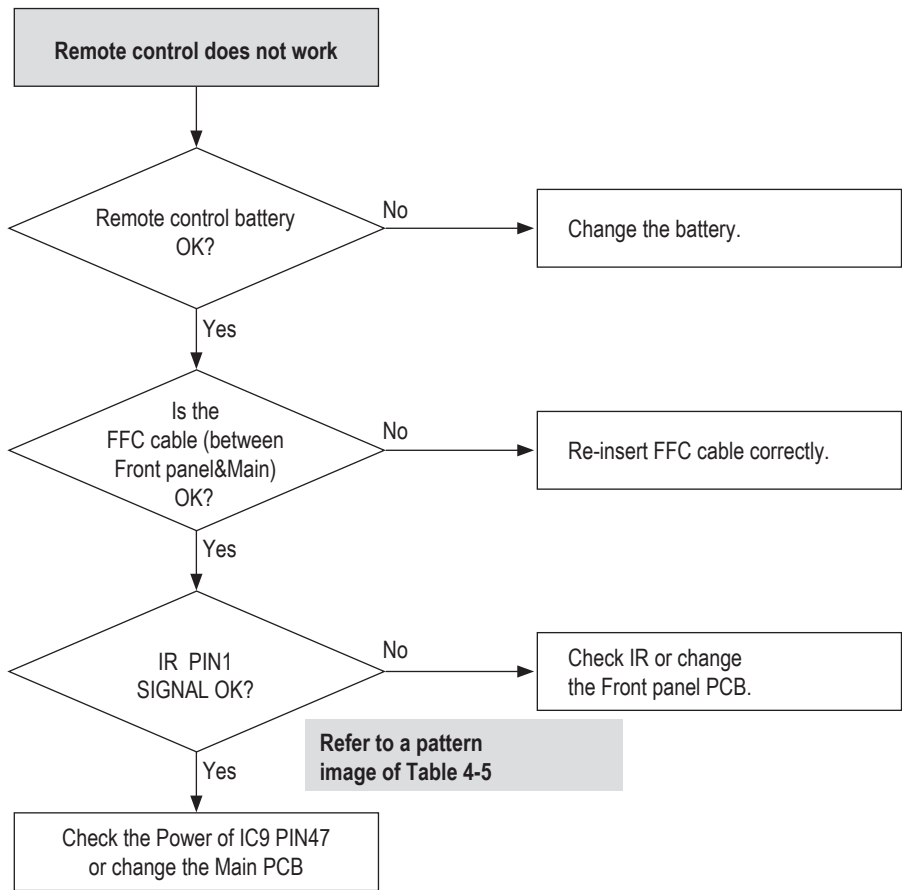 Remote control does not work
Remote control battery
OK?
No
Change the battery.
Yes
Is the
FFC cable (between
Front panel&Main)
OK?
No
Re-insert FFC cable correctly.
Yes
IR PIN1
SIGNAL OK?
No
Check IR or change
the Front panel PCB.
Refer to a pattern
image of Table 4-5
Yes
Check the Power of IC9 PIN47
or change the Main PCB